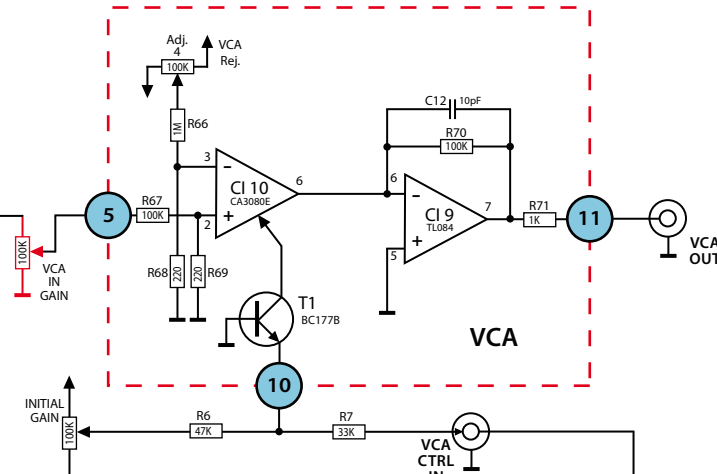 Adj.
4
100K
VCA
Rej.
1M
R66
3
–
CI 10
CA3080E
6
+
2
5
R67
100K
R68
220
220
R69
100K
VCA
IN
GAIN
T1
BC177B
C12
10pF
R70
100K
6
–
CI 9
TL084
7
+
5
R71
1K
11
VCA
OUT
VCA
10
INITIAL
GAIN
100K
R6
47K
R7
33K
VCA
CTRL
IN